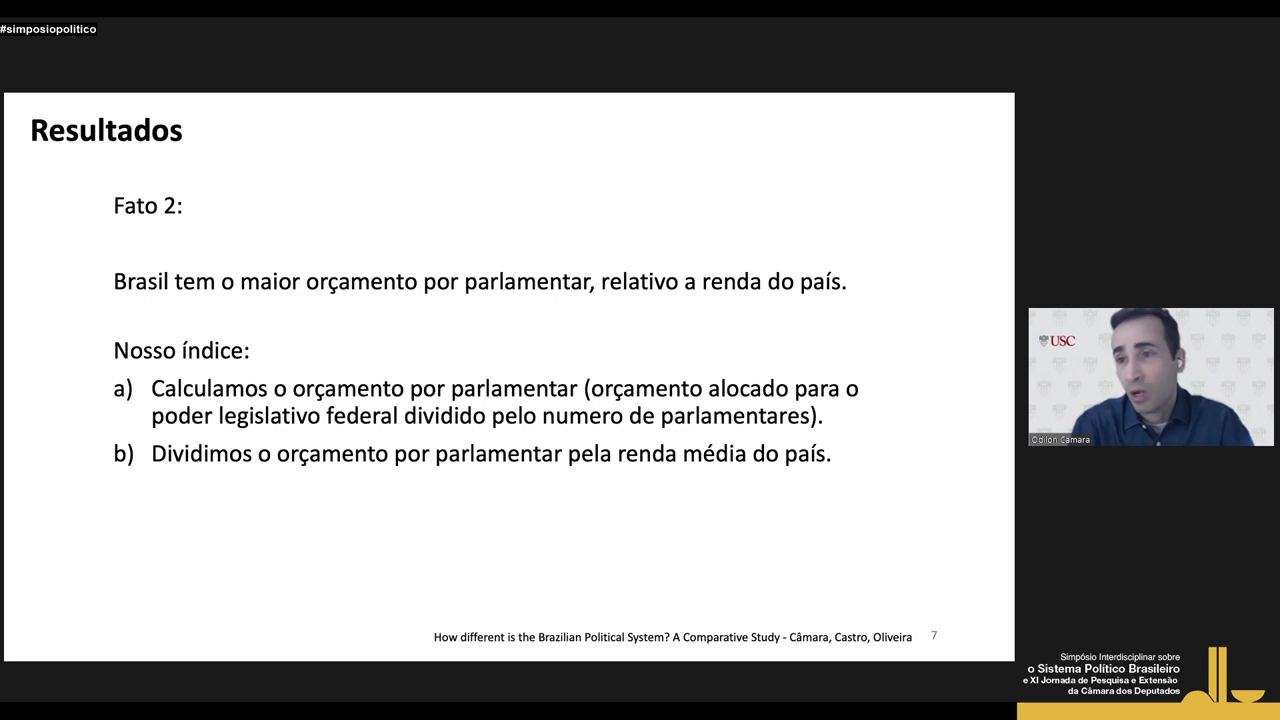 #simposiopolitico
Resultados
Fato 2:
Brasil tem o maior orçamento por parlamentar, relativo a renda do país.
Nosso índice:
a) Calculamos o orçamento por parlamentar (orçamento alocado para o
poder legislativo federal dividido pelo numero de parlamentares).
b) Dividimos o orçamento por parlamentar pela renda média do país.
How different is the Brazilian Political System? A Comparative Study - Câmara, Castro, Oliveira
7
USC
Odilon Camara
Simpósio Interdisciplinar sobre
o Sistema Político Brasileiro
e XI Jornada de Pesquisa e Extensão
da Câmara dos Deputados